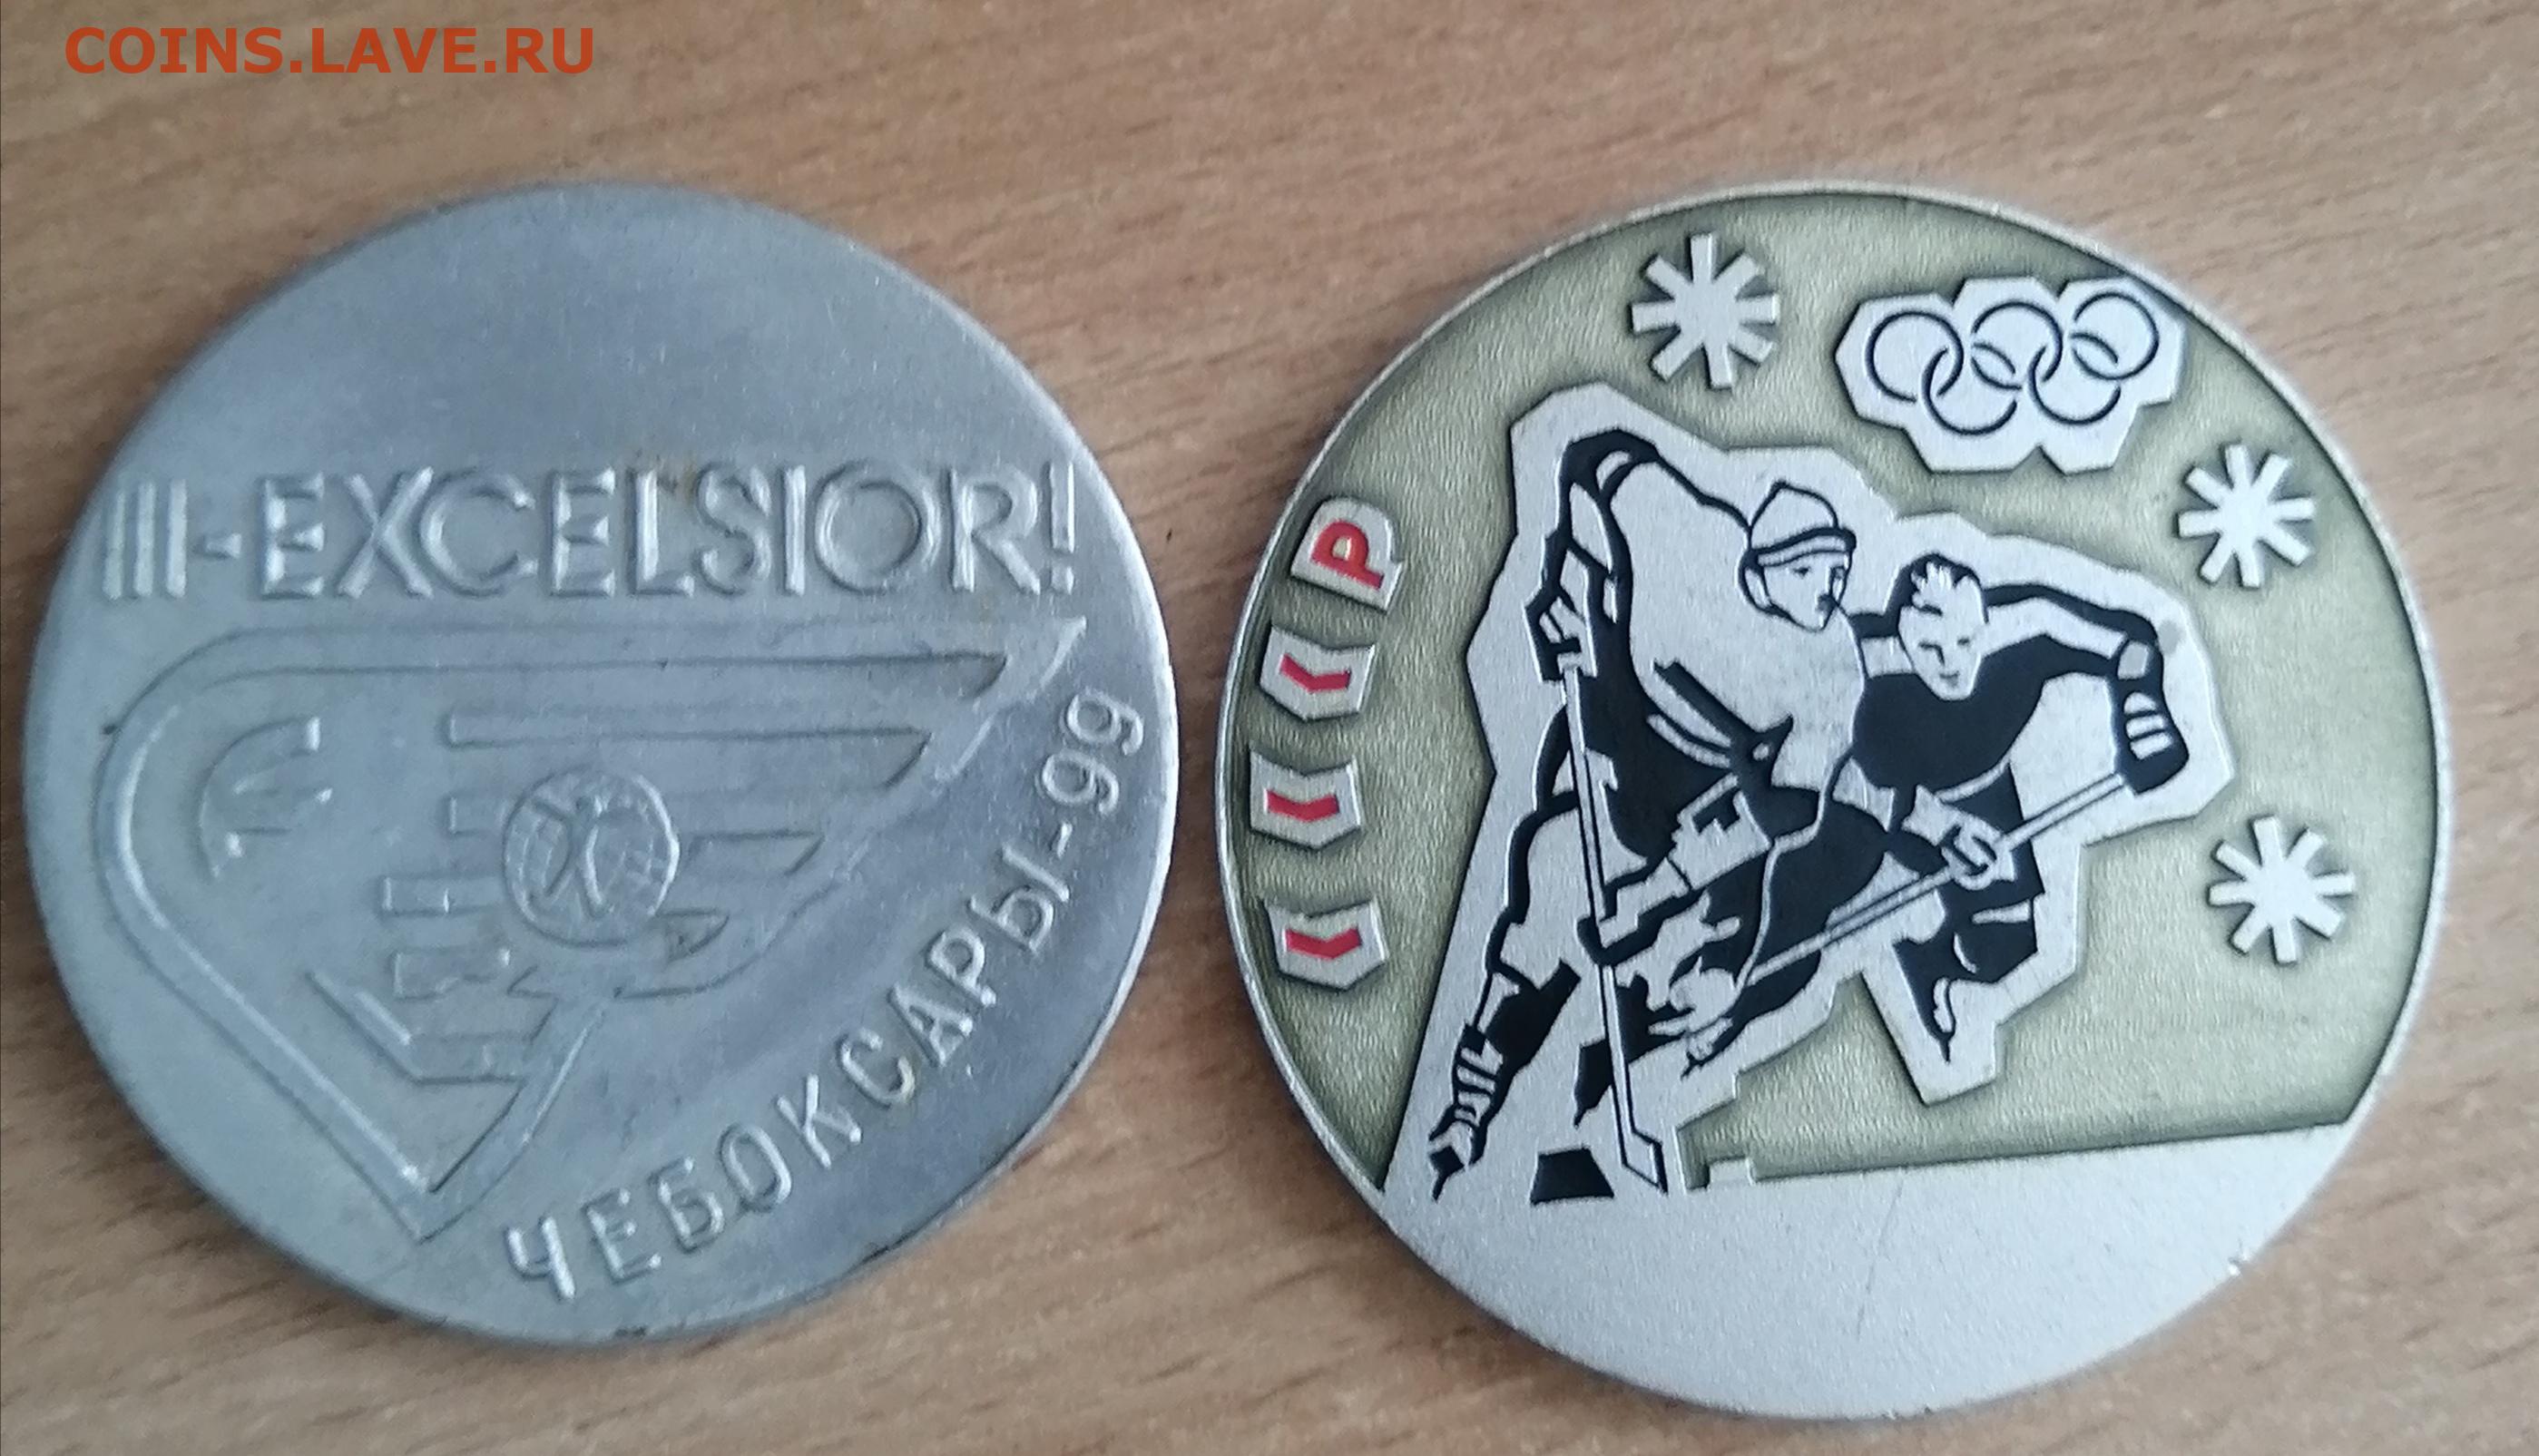 COINS.LAVE.RU
III-EXCELSIOR!
ЧЕБОКСАРЫ-99
СССР